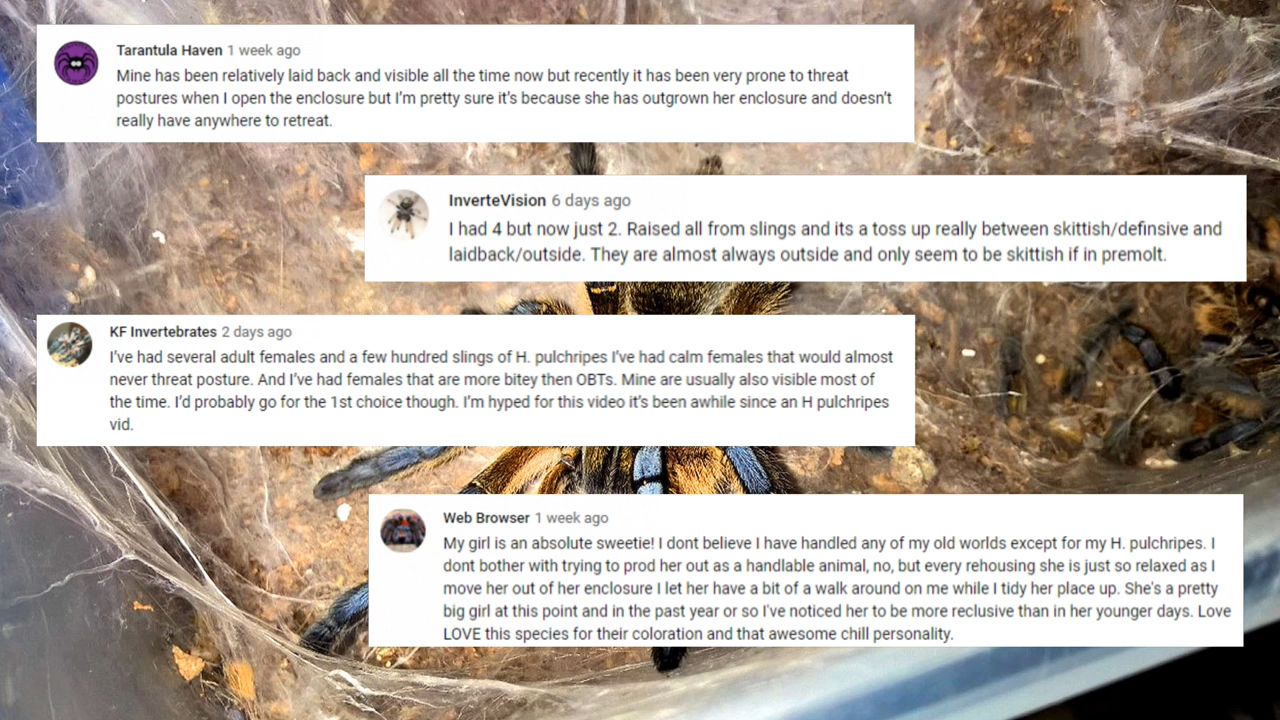 Tarantula Haven 1 week ago
Mine has been relatively laid back and visible all the time now but recently it has been very prone to threat
postures when I open the enclosure but I'm pretty sure it's because she has outgrown her enclosure and doesn't
really have anywhere to retreat.
InverteVision 6 days ago
I had 4 but now just 2. Raised all from slings and its a toss up really between skittish/definsive and
laidback/outside. They are almost always outside and only seem to be skittish if in premolt.
KF Invertebrates 2 days ago
I've had several adult females and a few hundred slings of H. pulchripes I've had calm females that would almost
never threat posture. And I've had females that are more bitey then OBTs. Mine are usually also visible most of
the time. I'd probably go for the 1st choice though. I'm hyped for this video it's been awhile since an H pulchripes
vid.
Web Browser 1 week ago
My girl is an absolute sweetie! I dont believe I have handled any of my old worlds except for my H. pulchripes. I
dont bother with trying to prod her out as a handlable animal, no, but every rehousing she is just so relaxed as I
move her out of her enclosure I let her have a bit of a walk around on me while I tidy her place up. She's a pretty
big girl at this point and in the past year or so I've noticed her to be more reclusive than in her younger days. Love
LOVE this species for their coloration and that awesome chill personality.